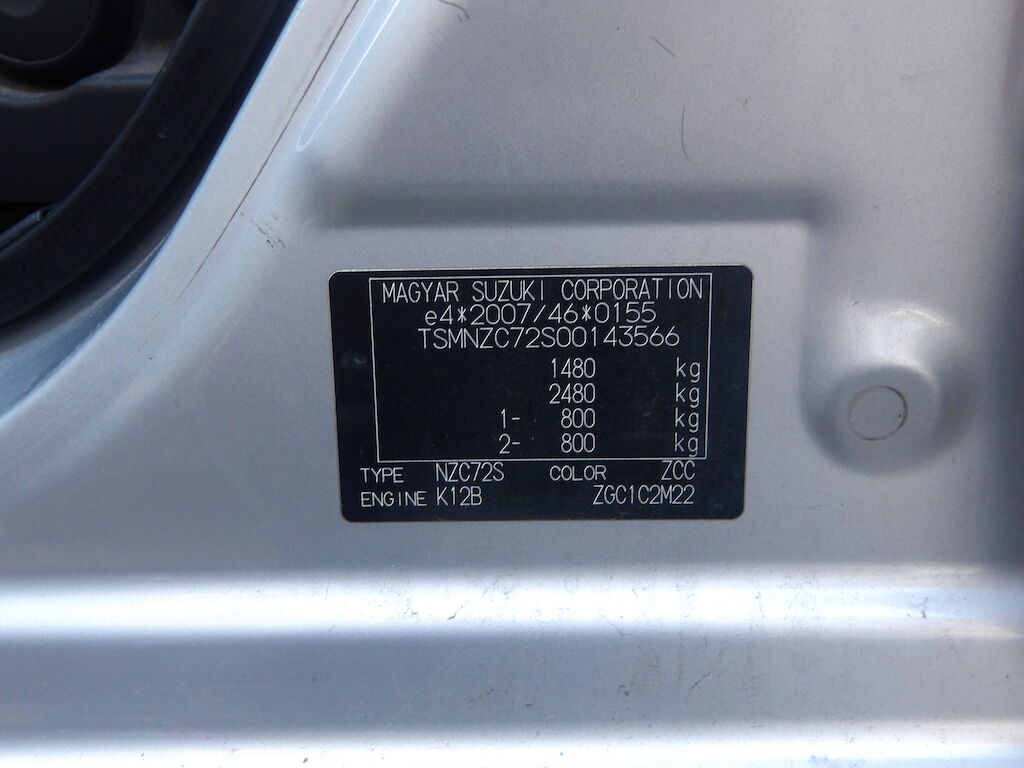 MAGYAR SUZUKI CORPORATION
e4*2007/46*0155
TSMNZC72S00143566
1480 kg
2480 kg
1- 800 kg
2- 800 kg
TYPE NZC72S COLOR ZCC
ENGINE K12B ZGC1C2M22